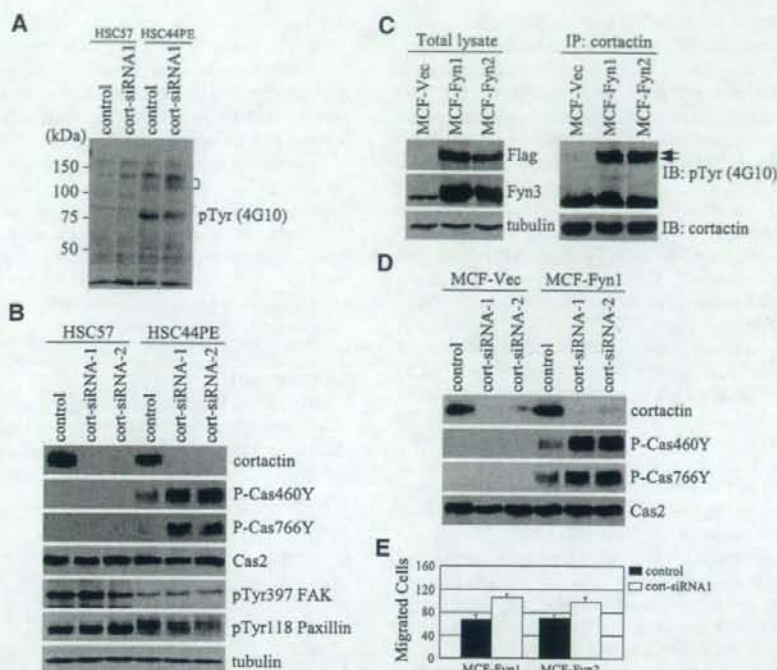 A
HSC57 HSC44PE
control
cort-siRNA1
control
cort-siRNA1
(kDa)
150
100
75
50
pTyr (4G10)
B
HSC57 HSC44PE
control
cort-siRNA-1
cort-siRNA-2
control
cort-siRNA-1
cort-siRNA-2
cortactin
P-Cas460Y
P-Cas766Y
Cas2
pTyr397 FAK
pTyr118 Paxillin
tubulin
C
Total lysate IP: cortactin
MCF-Vec
MCF-Fyn1
MCF-Fyn2
MCF-Vec
MCF-Fyn1
MCF-Fyn2
Flag
Fyn3
tubulin
IB: pTyr (4G10)
IB: cortactin
D
MCF-Vec MCF-Fyn1
control
cort-siRNA-1
cort-siRNA-2
control
cort-siRNA-1
cort-siRNA-2
cortactin
P-Cas460Y
P-Cas766Y
Cas2
E
Migrated Cells
160
120
80
40
0
control
cort-siRNA1
MCF-Fyn1 MCF-Fyn2